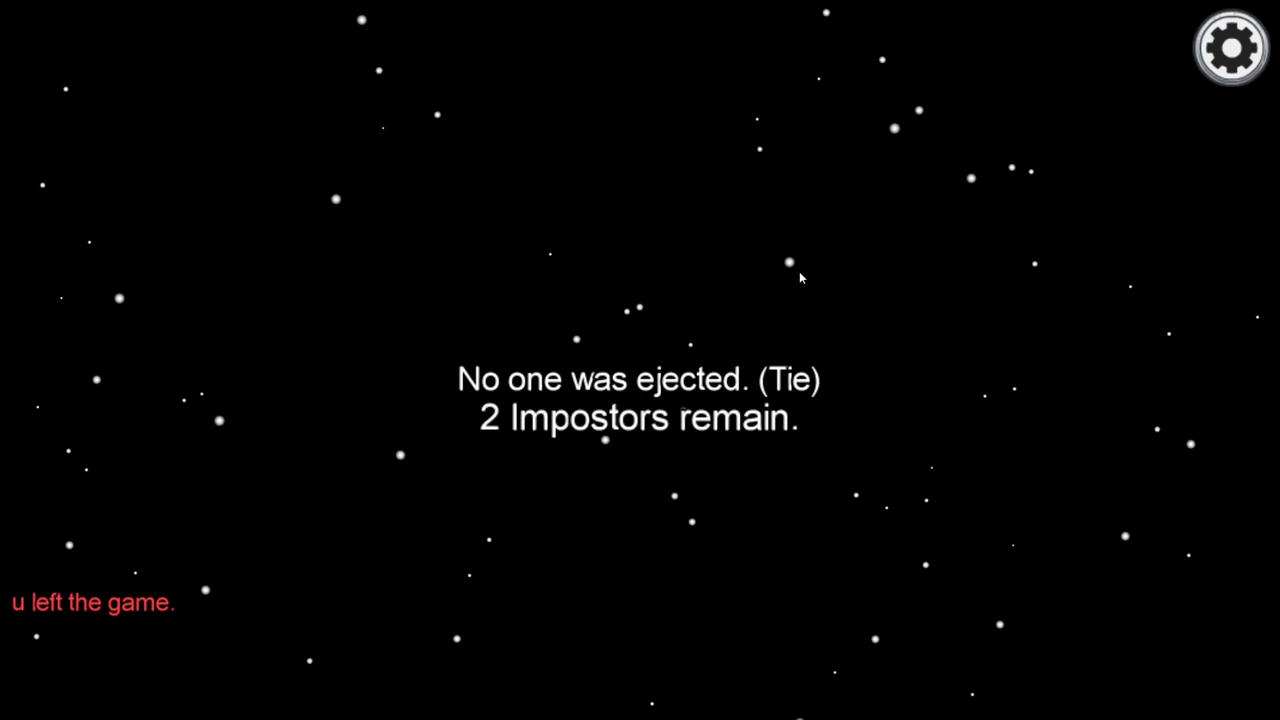 No one was ejected. (Tie)
2 Impostors remain.
u left the game.